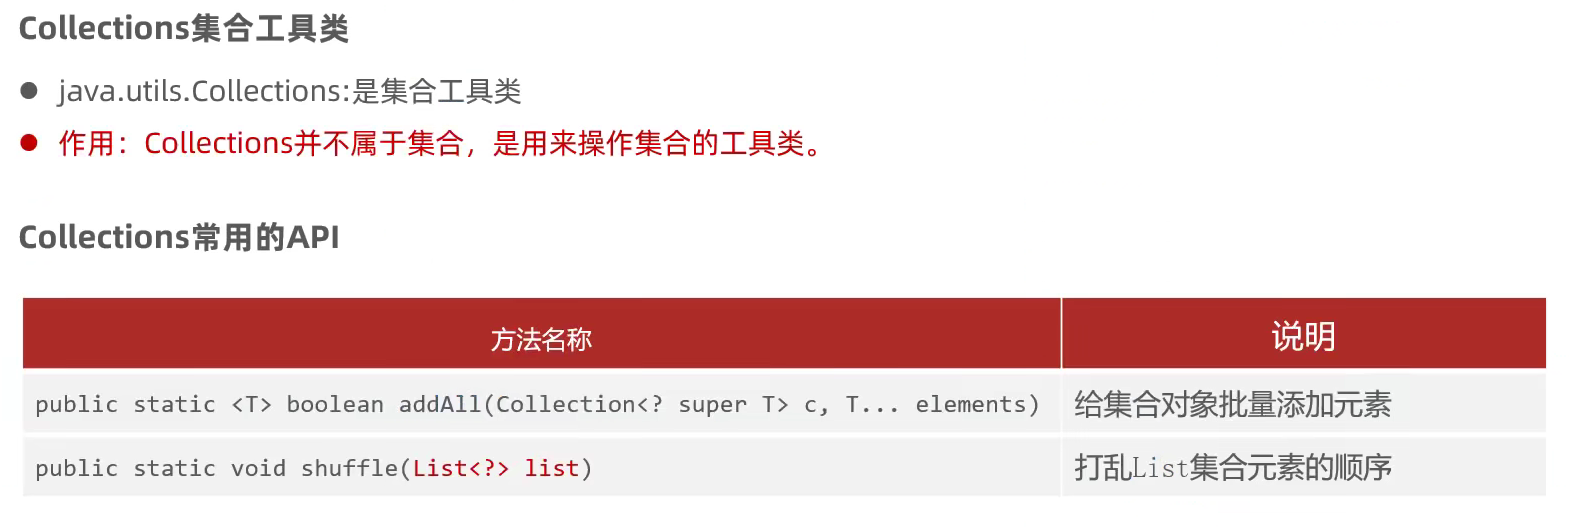 Collections集合工具类
java.utils.Collections:是集合工具类
作用：Collections并不属于集合，是用来操作集合的工具类。
Collections常用的API
方法名称 说明
public static <T> boolean addAll(Collection<? super T> c, T... elements) 给集合对象批量添加元素
public static void shuffle(List<?> list) 打乱List集合元素的顺序